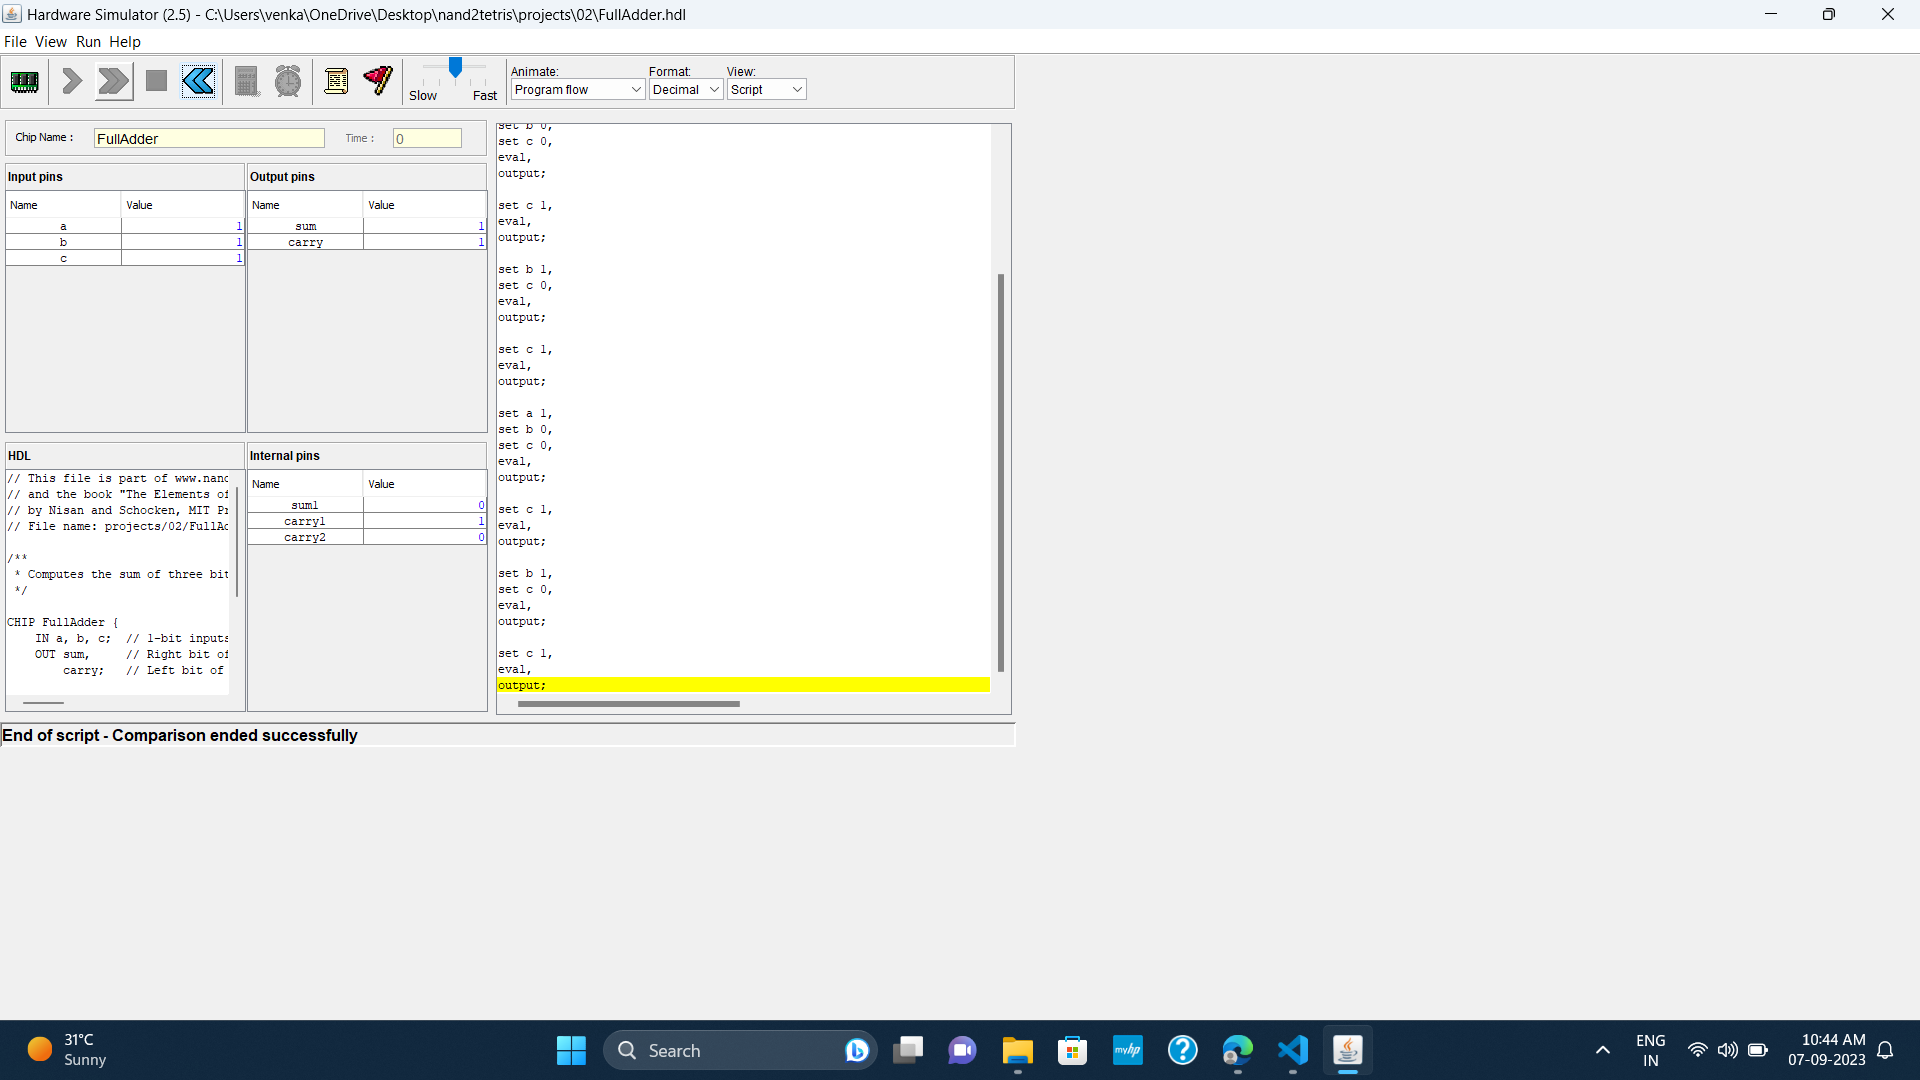 Hardware Simulator (2.5) - C:\Users\venka\OneDrive\Desktop\nand2tetris\projects\02\FullAdder.hdl
File View Run Help
Slow Fast
Animate: Format: View:
Program flow Decimal Script
Chip Name : FullAdder Time : 0
Input pins
Name Value
a 1
b 1
c 1
Output pins
Name Value
sum 1
carry 1
HDL
// This file is part of www.nand
// and the book "The Elements of
// by Nisan and Schocken, MIT Pr
// File name: projects/02/FullAd
/**
* Computes the sum of three bit
*/
CHIP FullAdder {
IN a, b, c; // 1-bit inputs
OUT sum, // Right bit of
carry; // Left bit of
Internal pins
Name Value
sum1 0
carry1 1
carry2 0
set b 0,
set c 0,
eval,
output;
set c 1,
eval,
output;
set b 1,
set c 0,
eval,
output;
set c 1,
eval,
output;
set a 1,
set b 0,
set c 0,
eval,
output;
set c 1,
eval,
output;
set b 1,
set c 0,
eval,
output;
set c 1,
eval,
output;
End of script - Comparison ended successfully
31°C
Sunny
Search
myhp
ENG
IN
10:44 AM
07-09-2023